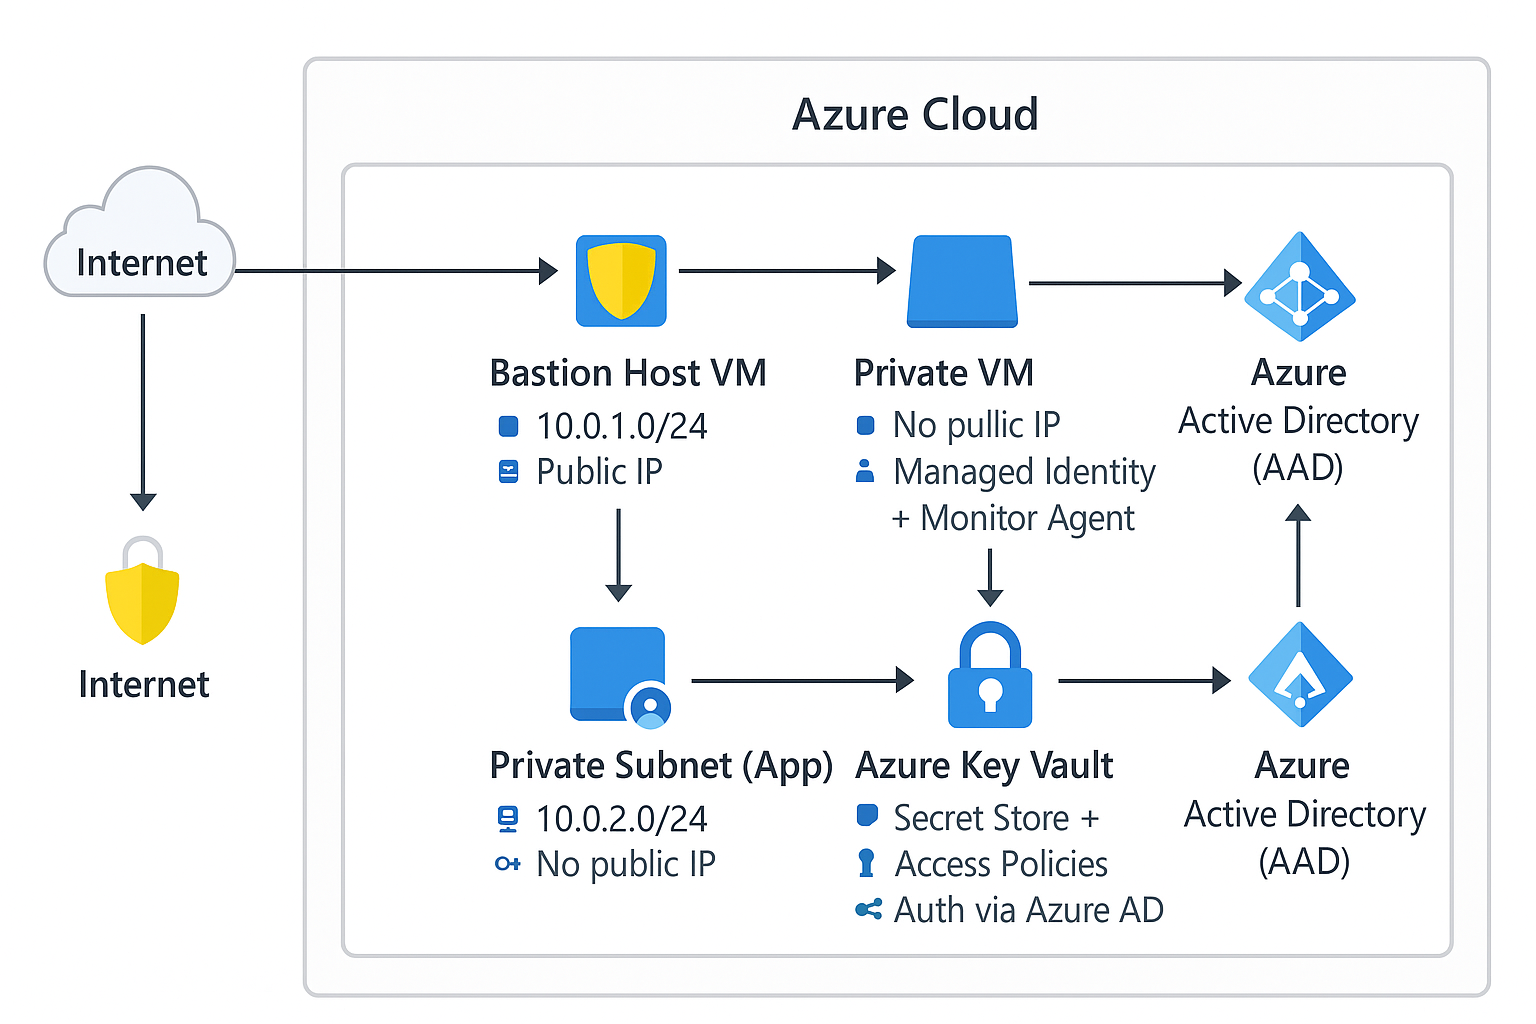 Azure Cloud
Internet
Internet
Bastion Host VM
10.0.1.0/24
Public IP
Private VM
No pullic IP
Managed Identity
+ Monitor Agent
Azure
Active Directory
(AAD)
Private Subnet (App)
10.0.2.0/24
No public IP
Azure Key Vault
Secret Store +
Access Policies
Auth via Azure AD
Azure
Active Directory
(AAD)